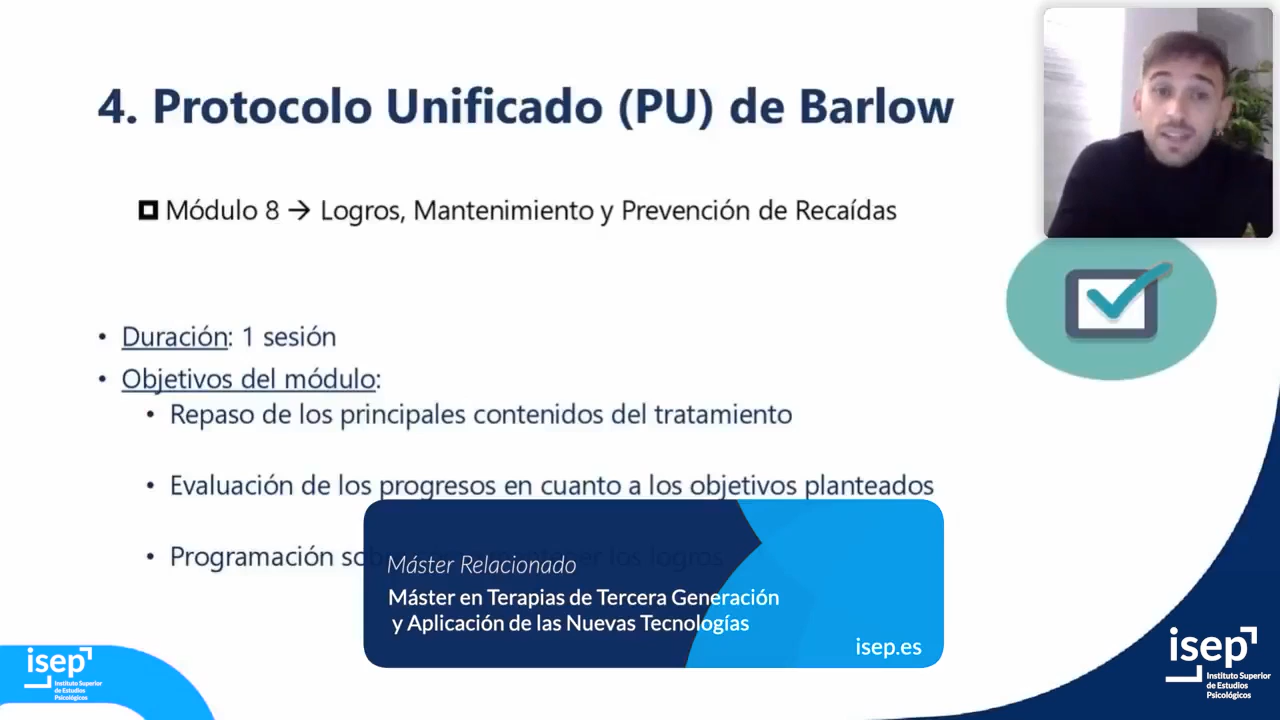 4. Protocolo Unificado (PU) de Barlow
Módulo 8 → Logros, Mantenimiento y Prevención de Recaídas
• Duración: 1 sesión
• Objetivos del módulo:
• Repaso de los principales contenidos del tratamiento
• Evaluación de los progresos en cuanto a los objetivos planteados
• Programación sobre cómo mantener los logros
Máster Relacionado
Máster en Terapias de Tercera Generación
y Aplicación de las Nuevas Tecnologías
isep.es
isep
Instituto Superior
de Estudios
Psicológicos
isep
Instituto Superior
de Estudios
Psicológicos